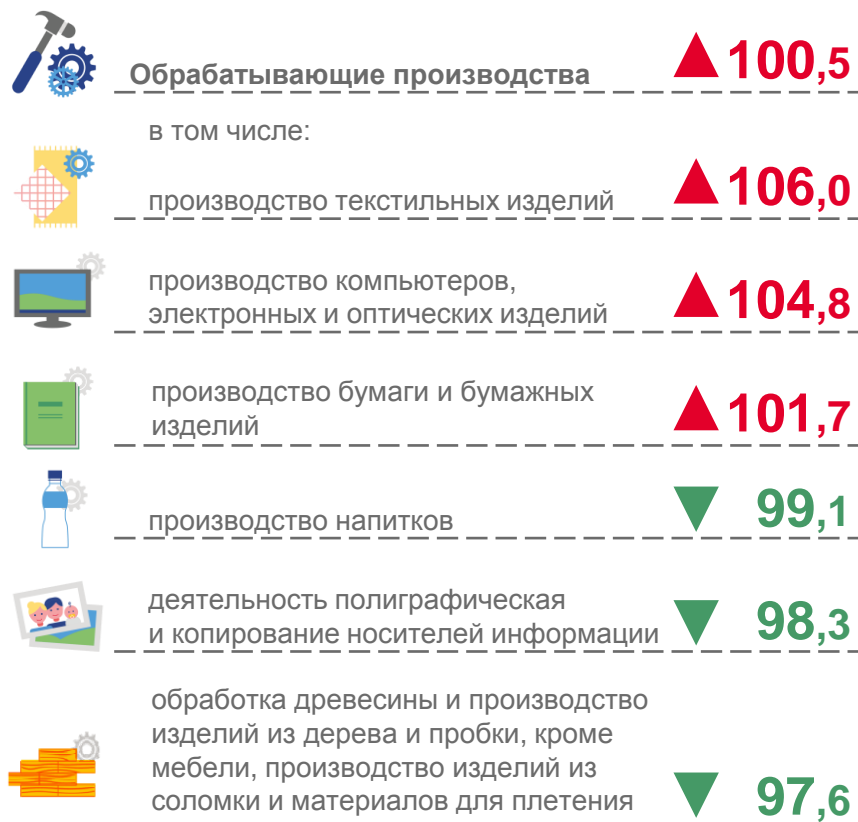 Обрабатывающие производства ▲100,5
в том числе:
производство текстильных изделий ▲106,0
производство компьютеров,
электронных и оптических изделий ▲104,8
производство бумаги и бумажных
изделий ▲101,7
производство напитков ▼ 99,1
деятельность полиграфическая
и копирование носителей информации ▼ 98,3
обработка древесины и производство
изделий из дерева и пробки, кроме
мебели, производство изделий из
соломки и материалов для плетения ▼ 97,6